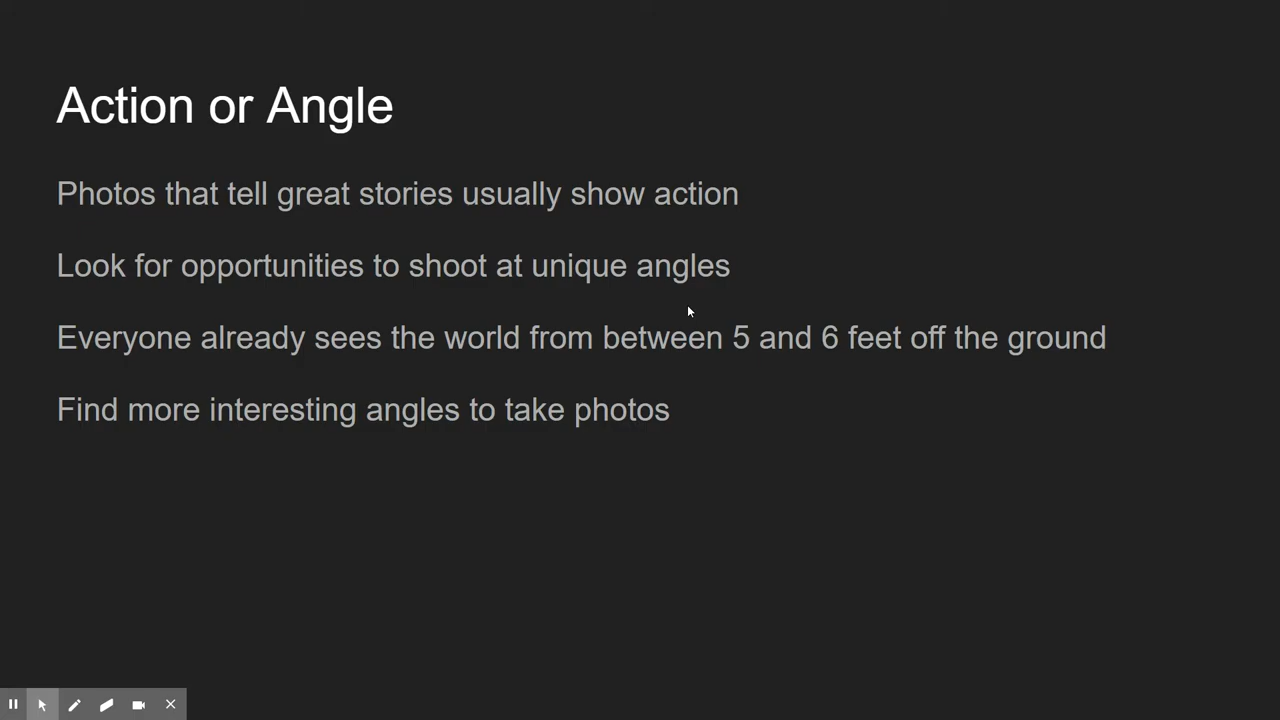 Action or Angle
Photos that tell great stories usually show action
Look for opportunities to shoot at unique angles
Everyone already sees the world from between 5 and 6 feet off the ground
Find more interesting angles to take photos